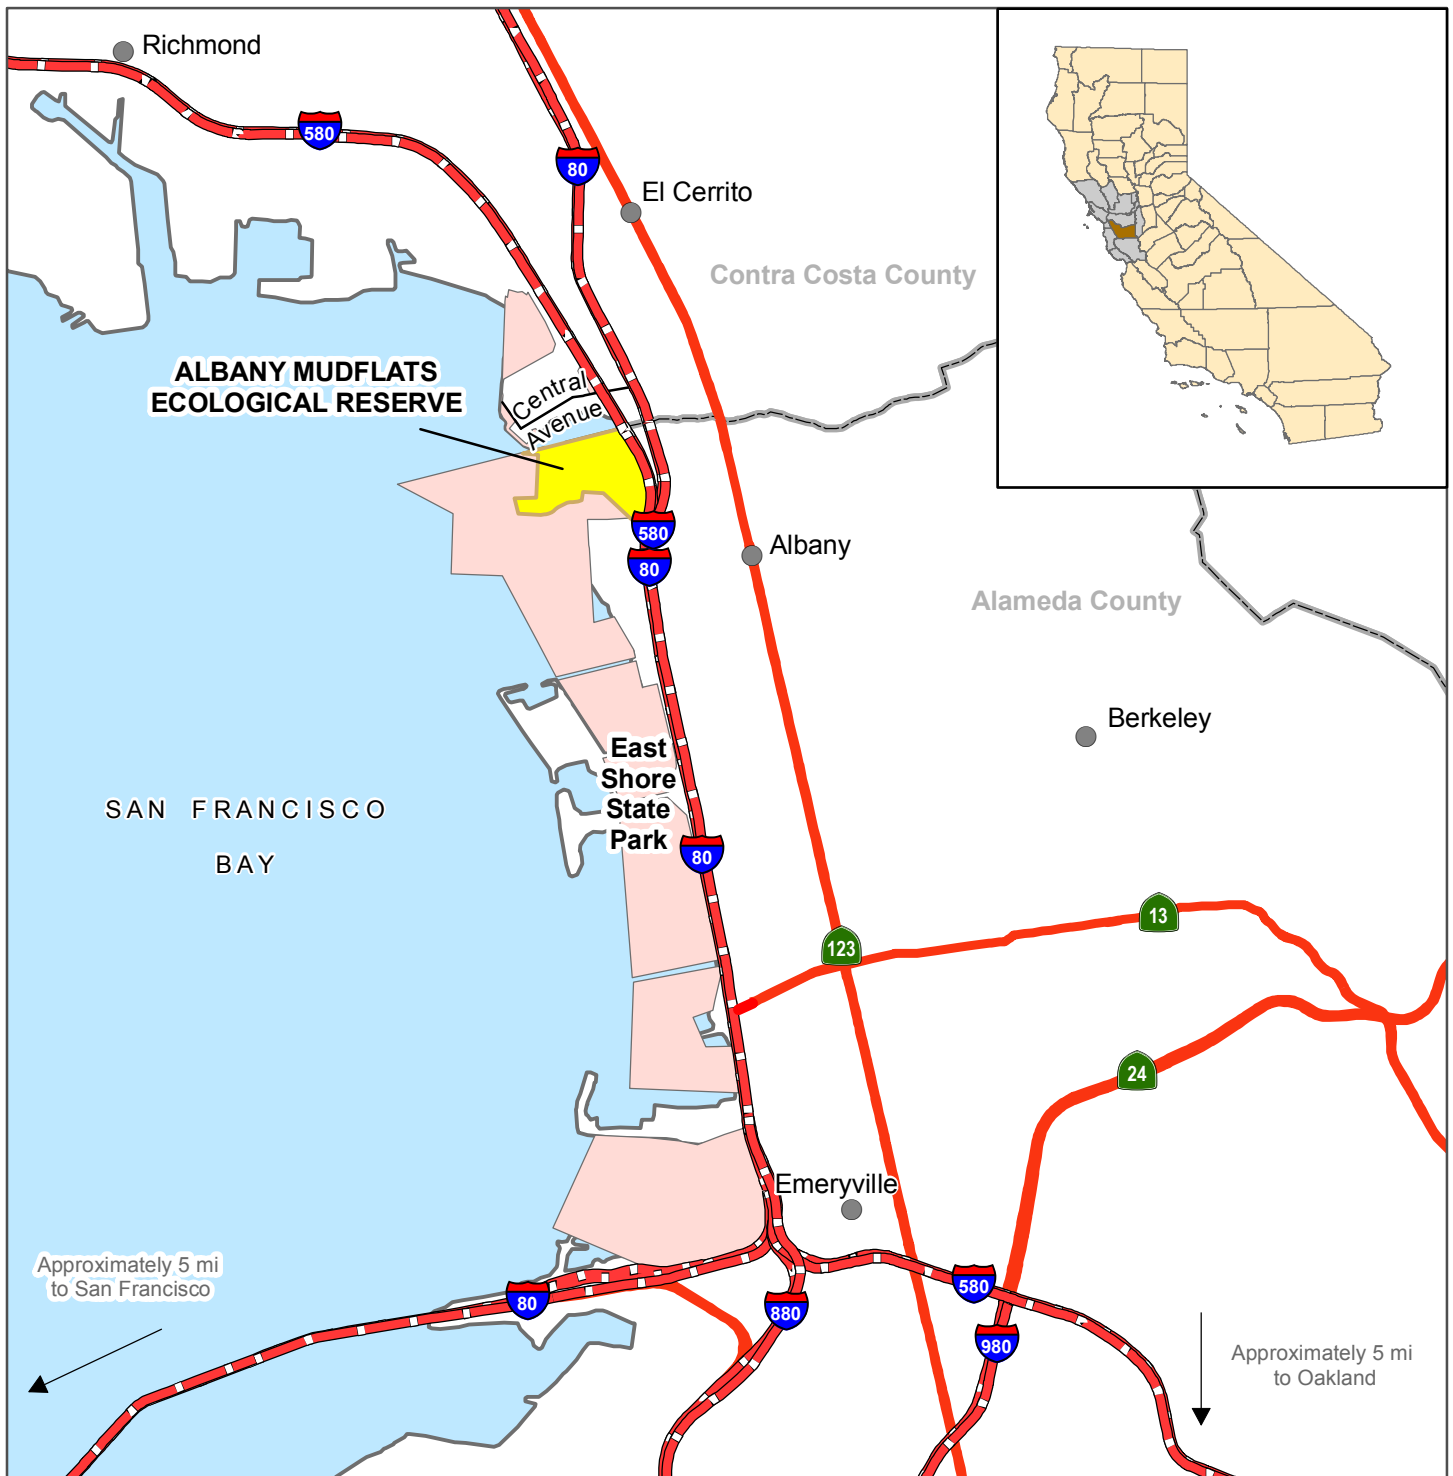 Richmond
580
80
El Cerrito
Contra Costa County
ALBANY MUDFLATS
ECOLOGICAL RESERVE
Central
Avenue
580
80
Albany
Alameda County
Berkeley
East
Shore
State
Park
SAN FRANCISCO
BAY
80
123
13
24
Emeryville
Approximately 5 mi
to San Francisco
80
880
580
980
Approximately 5 mi
to Oakland